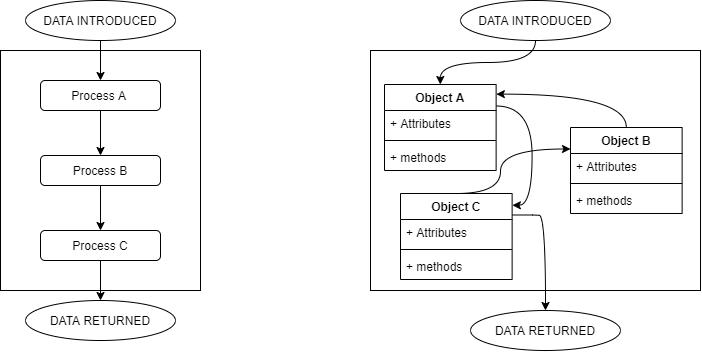 DATA INTRODUCED
Process A
Process B
Process C
DATA RETURNED
DATA INTRODUCED
Object A
+ Attributes
+ methods
Object B
+ Attributes
+ methods
Object C
+ Attributes
+ methods
DATA RETURNED